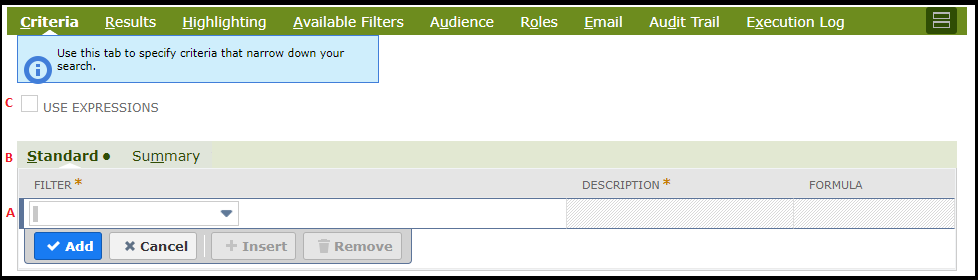 Criteria Results Highlighting Available Filters Audience Roles Email Audit Trail Execution Log
Use this tab to specify criteria that narrow down your
search.
C USE EXPRESSIONS
B Standard • Summary
FILTER * DESCRIPTION * FORMULA
A
Add Cancel Insert Remove